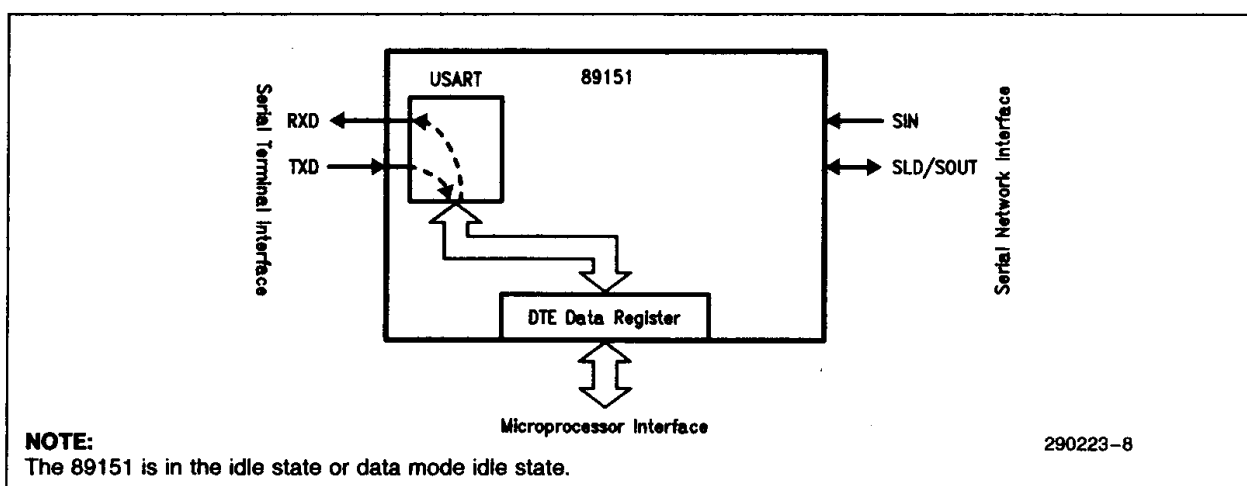 USART
89151
Serial Terminal Interface
RXD
TXD
SIN
SLD/SOUT
Serial Network Interface
DTE Data Register
Microprocessor Interface
NOTE:
290223-8
The 89151 is in the idle state or data mode idle state.